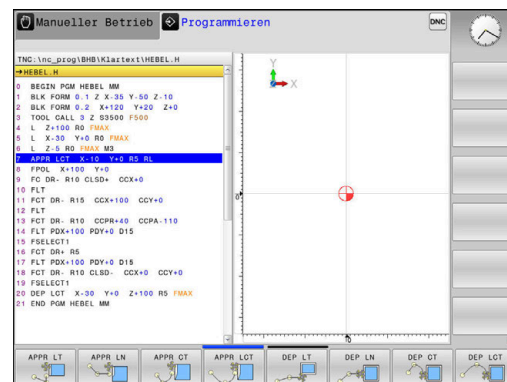 Manueller Betrieb
Programmieren
DNC
TNC:\nc_prog\BHB\Klartext\HEBEL.H
→HEBEL.H
0 BEGIN PGM HEBEL MM
1 BLK FORM 0.1 Z X-35 Y-50 Z-10
2 BLK FORM 0.2 X+120 Y+20 Z+0
3 TOOL CALL 3 Z S3500 F500
4 L Z+100 R0 FMAX
5 L X-30 Y+0 R0 FMAX
6 L Z-5 R0 FMAX M3
7 APPR LCT X-10 Y+0 R5 RL
8 FPOL X+100 Y+0
9 FC DR- R10 CLSD+ CCX+0
10 FLT
11 FCT DR- R15 CCX+100 CCY+0
12 FLT
13 FCT DR- R10 CCPR+40 CCPA-110
14 FLT PDX+100 PDY+0 D15
15 FSELECT1
16 FCT DR+ R5
17 FLT PDX+100 PDY+0 D15
18 FCT DR- R10 CLSD- CCX+0 CCY+0
19 FSELECT1
20 DEP LCT X-30 Y+0 Z+100 R5 FMAX
21 END PGM HEBEL MM
Y
X
0
0
APPR LT APPR LN APPR CT APPR LCT DEP LT DEP LN DEP CT DEP LCT